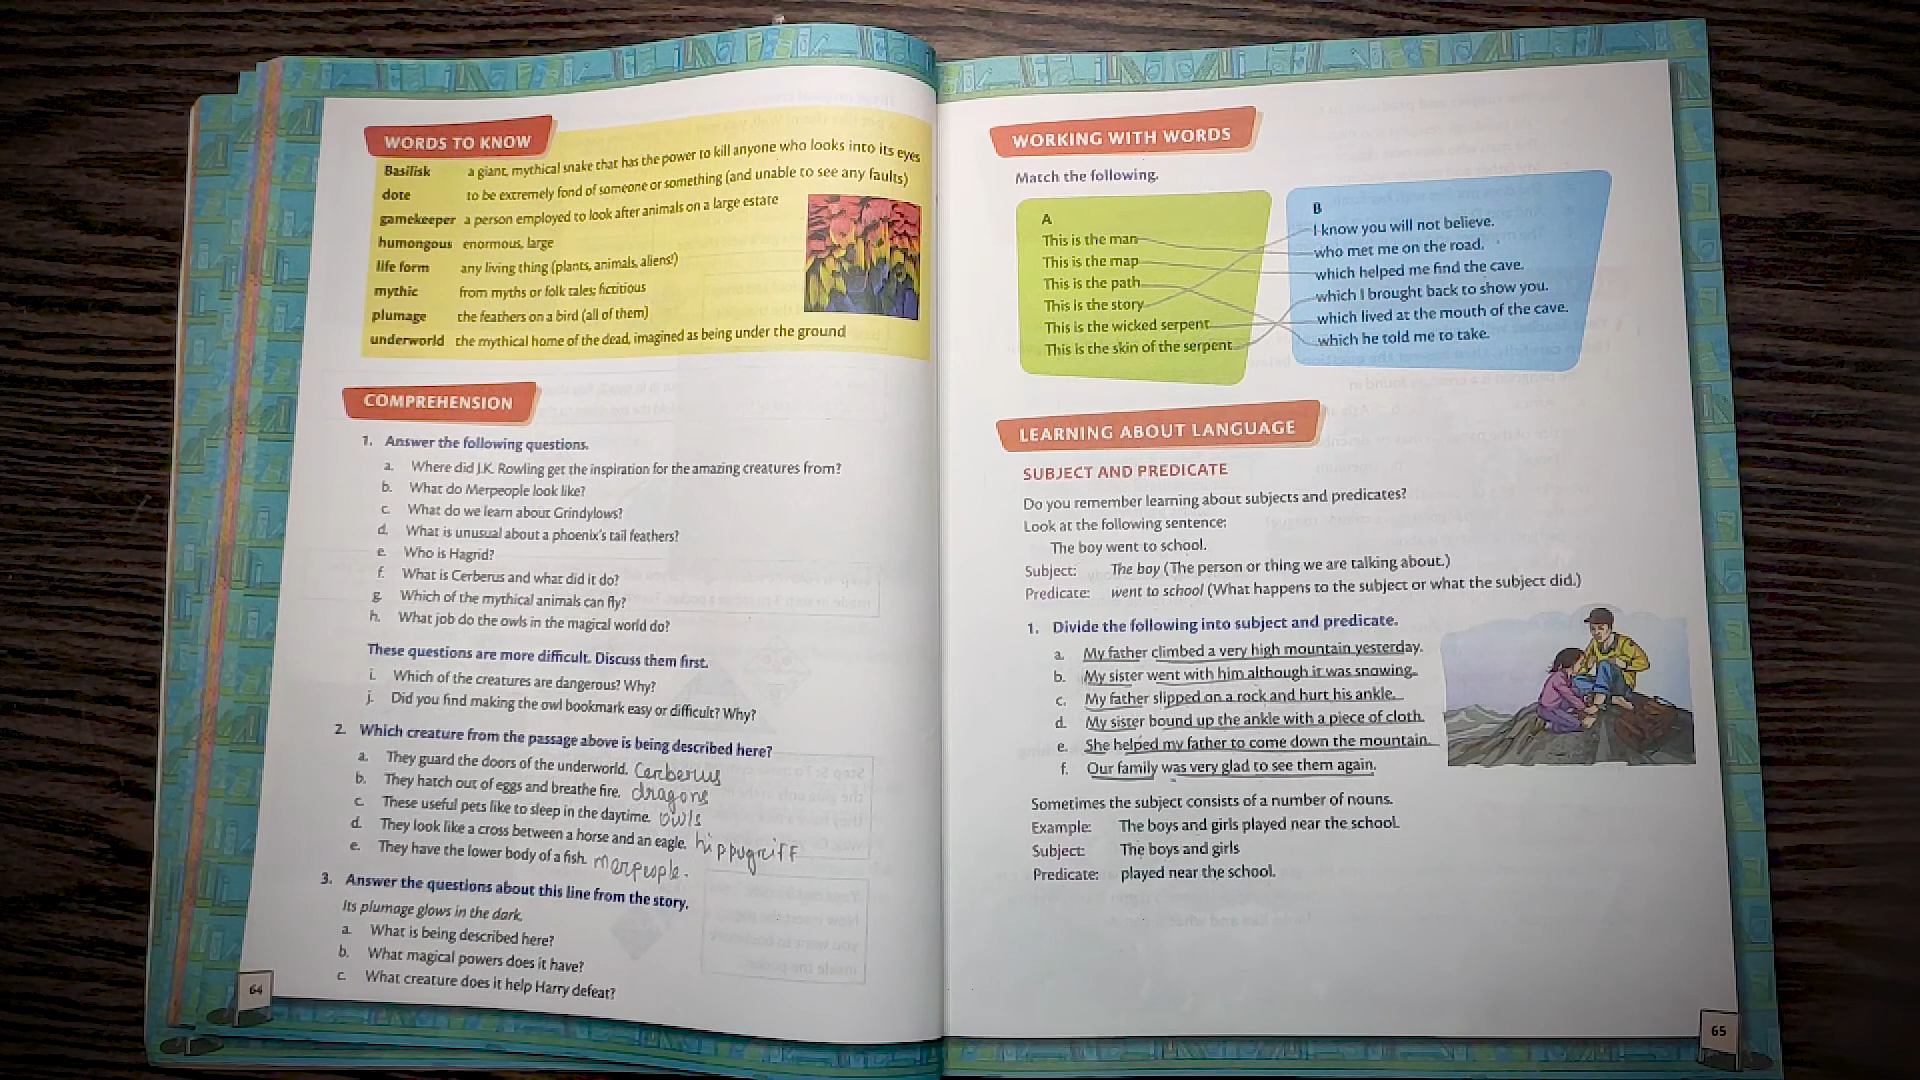 WORDS TO KNOW
Basilisk a giant, mythical snake that has the power to kill anyone who looks into its eyes
dote to be extremely fond of someone or something (and unable to see any faults)
gamekeeper a person employed to look after animals on a large estate
humongous enormous, large
life form any living thing (plants, animals, aliens!)
mythic from myths or folk tales; fictitious
plumage the feathers on a bird (all of them)
underworld the mythical home of the dead, imagined as being under the ground
COMPREHENSION
1. Answer the following questions.
a. Where did J.K. Rowling get the inspiration for the amazing creatures from?
b. What do Merpeople look like?
c. What do we learn about Grindylows?
d. What is unusual about a phoenix's tail feathers?
e. Who is Hagrid?
f. What is Cerberus and what did it do?
g. Which of the mythical animals can fly?
h. What job do the owls in the magical world do?
These questions are more difficult. Discuss them first.
i. Which of the creatures are dangerous? Why?
j. Did you find making the owl bookmark easy or difficult? Why?
2. Which creature from the passage above is being described here?
a. They guard the doors of the underworld. Cerberus
b. They hatch out of eggs and breathe fire. dragons
c. These useful pets like to sleep in the daytime. owls
d. They look like a cross between a horse and an eagle. hippugriff
e. They have the lower body of a fish. merpeople.
3. Answer the questions about this line from the story.
Its plumage glows in the dark.
a. What is being described here?
b. What magical powers does it have?
c. What creature does it help Harry defeat?
64
WORKING WITH WORDS
Match the following.
A
This is the man
This is the map
This is the path
This is the story
This is the wicked serpent
This is the skin of the serpent
B
I know you will not believe.
who met me on the road.
which helped me find the cave.
which I brought back to show you.
which lived at the mouth of the cave.
which he told me to take.
LEARNING ABOUT LANGUAGE
SUBJECT AND PREDICATE
Do you remember learning about subjects and predicates?
Look at the following sentence:
The boy went to school.
Subject: The boy (The person or thing we are talking about.)
Predicate: went to school (What happens to the subject or what the subject did.)
1. Divide the following into subject and predicate.
a. My father climbed a very high mountain yesterday.
b. My sister went with him although it was snowing.
c. My father slipped on a rock and hurt his ankle.
d. My sister bound up the ankle with a piece of cloth.
e. She helped my father to come down the mountain.
f. Our family was very glad to see them again.
Sometimes the subject consists of a number of nouns.
Example: The boys and girls played near the school.
Subject: The boys and girls
Predicate: played near the school.
65